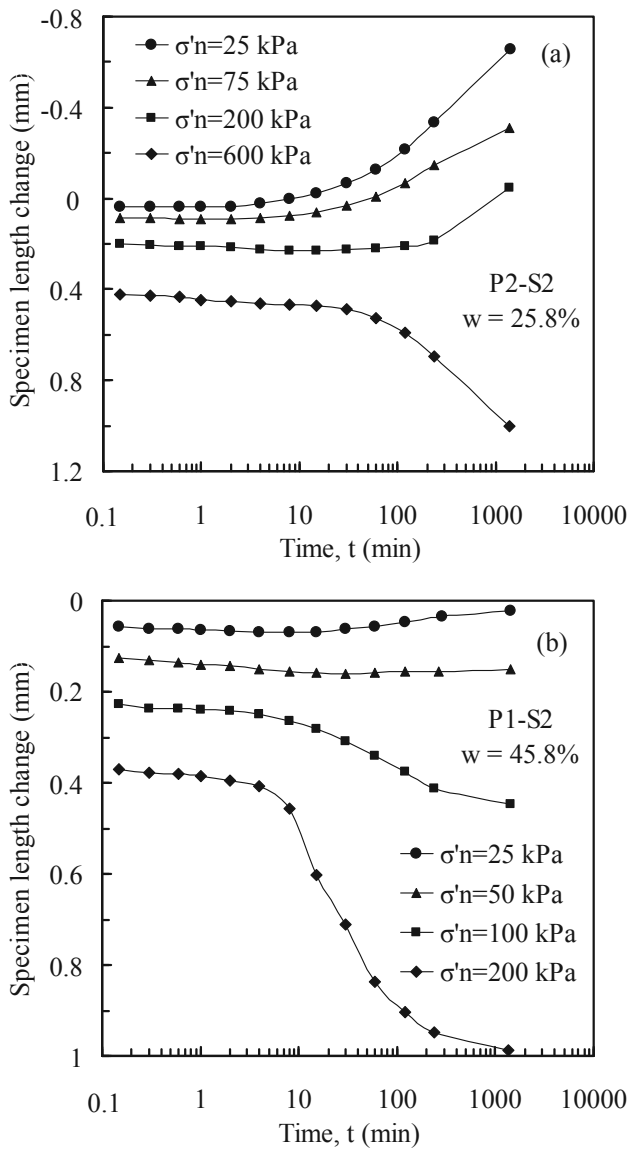 -0.8
-0.4
0
0.4
0.8
1.2
Specimen length change (mm)
σ'n=25 kPa
σ'n=75 kPa
σ'n=200 kPa
σ'n=600 kPa
(a)
P2-S2
w = 25.8%
0.1 1 10 100 1000 10000
Time, t (min)
0
0.2
0.4
0.6
0.8
1
Specimen length change (mm)
(b)
P1-S2
w = 45.8%
σ'n=25 kPa
σ'n=50 kPa
σ'n=100 kPa
σ'n=200 kPa
0.1 1 10 100 1000 10000
Time, t (min)